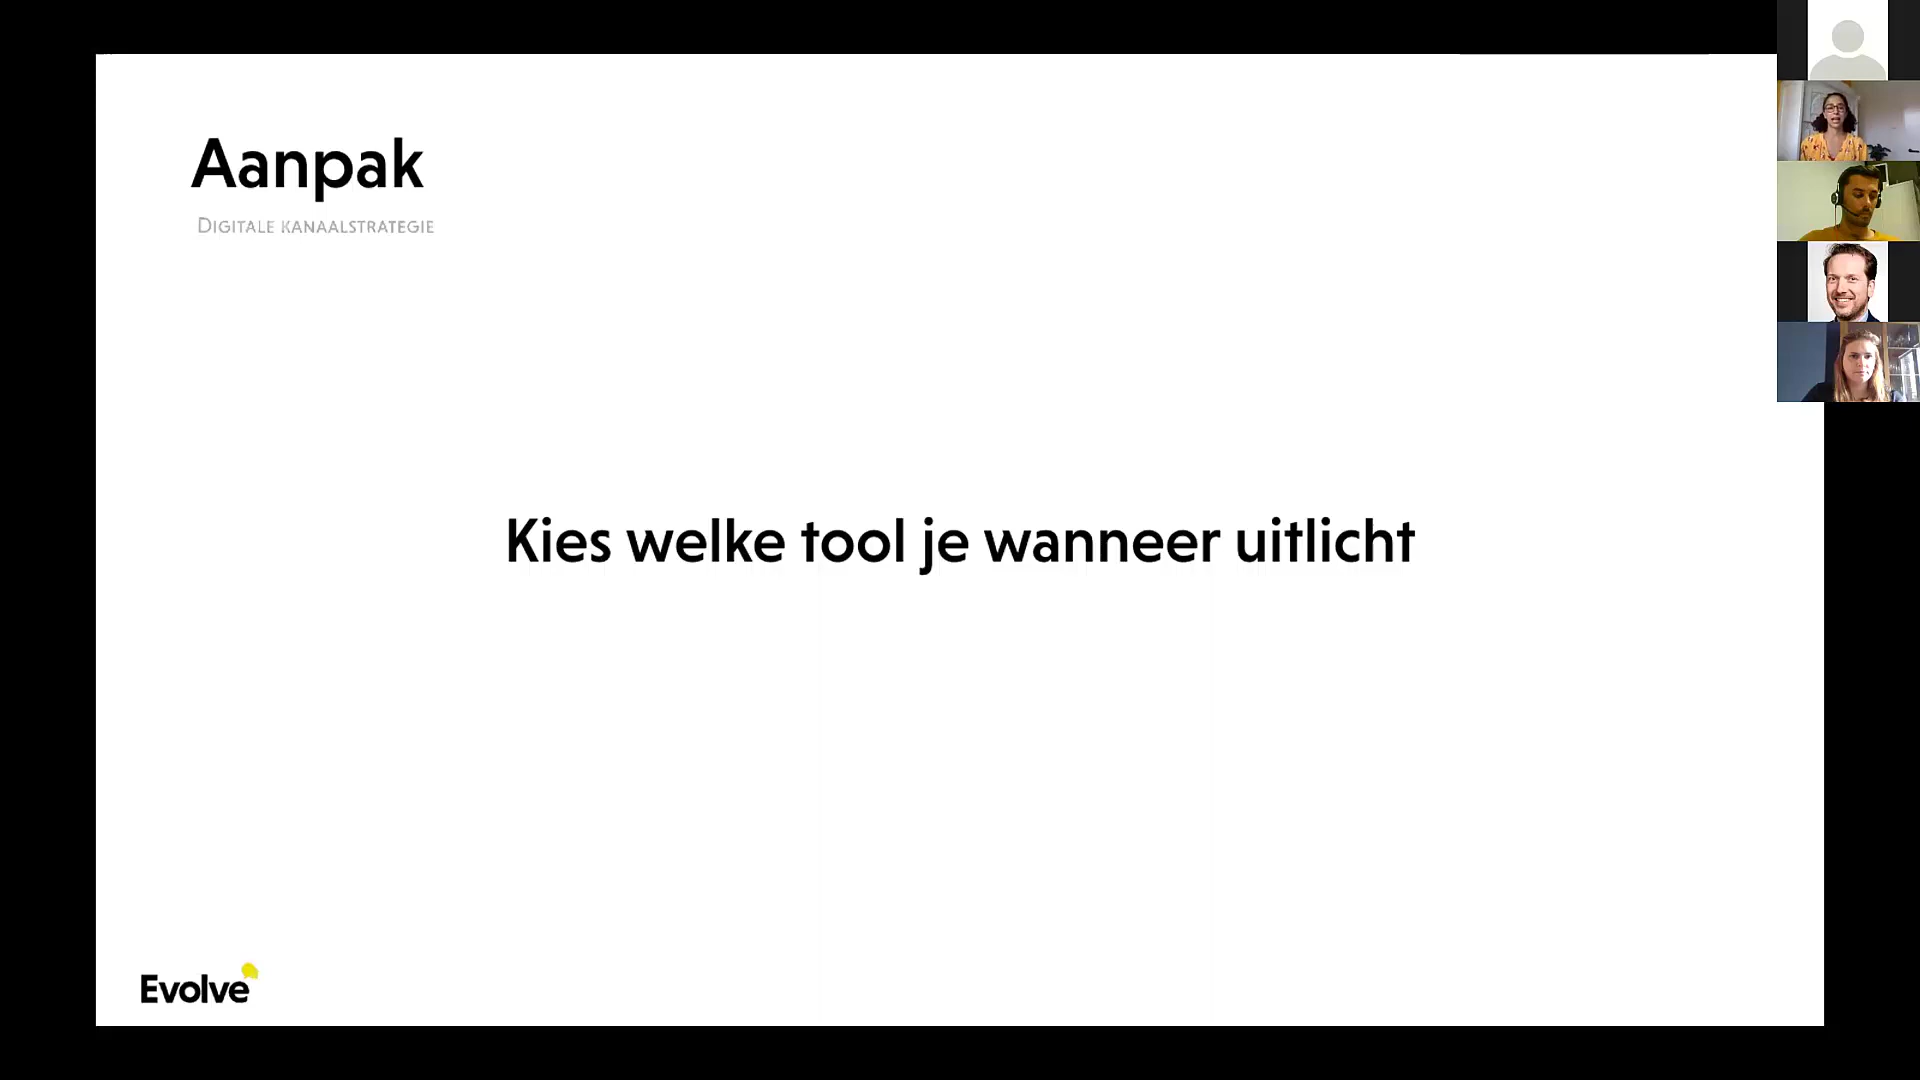 Aanpak
Digitale kanaalstrategie
Kies welke tool je wanneer uitlicht
Evolve